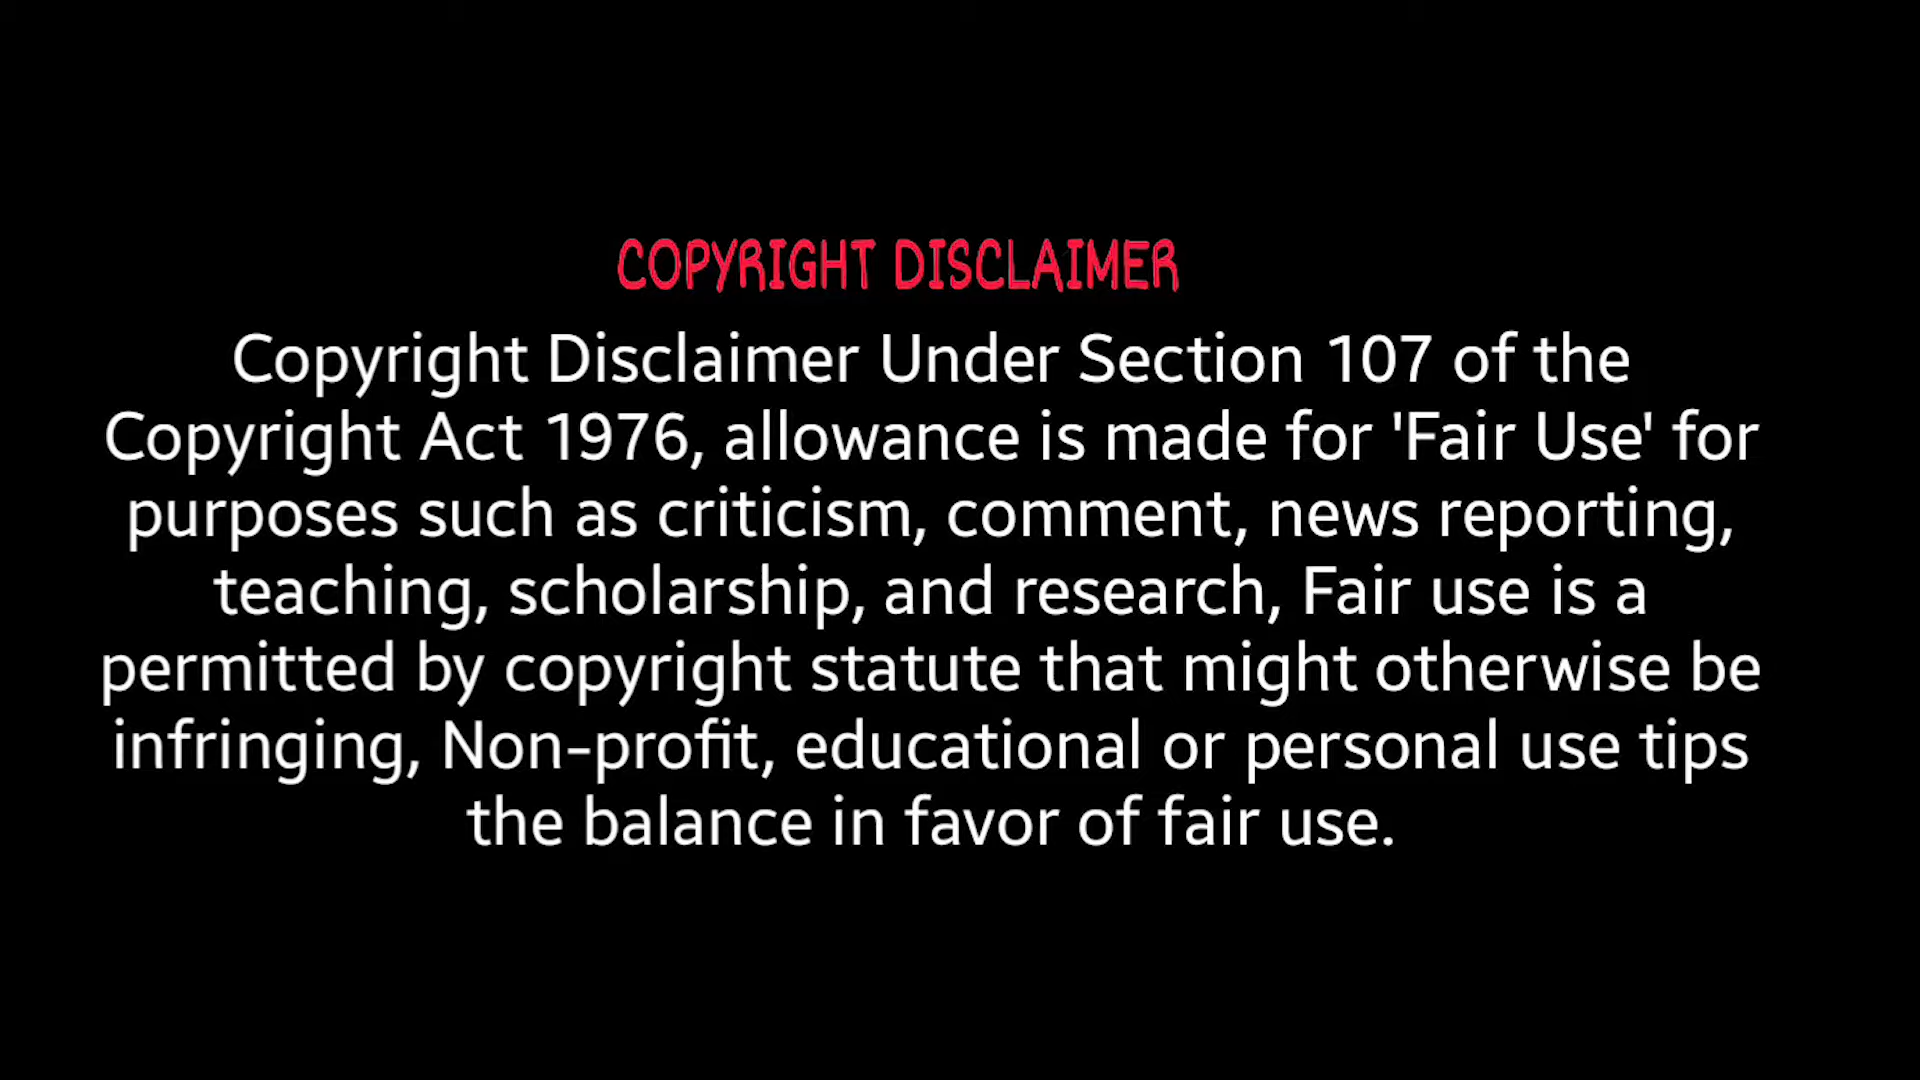 COPYRIGHT DISCLAIMER
Copyright Disclaimer Under Section 107 of the
Copyright Act 1976, allowance is made for 'Fair Use' for
purposes such as criticism, comment, news reporting,
teaching, scholarship, and research, Fair use is a
permitted by copyright statute that might otherwise be
infringing, Non-profit, educational or personal use tips
the balance in favor of fair use.